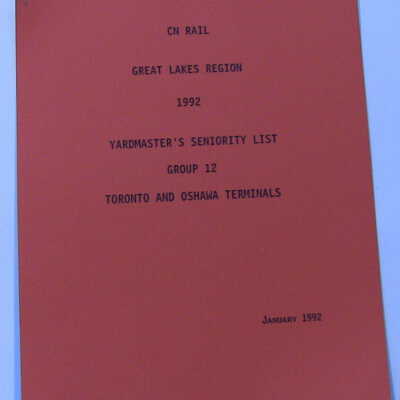 CN RAIL
GREAT LAKES REGION
1992
YARDMASTER'S SENIORITY LIST
GROUP 12
TORONTO AND OSHAWA TERMINALS
JANUARY 1992